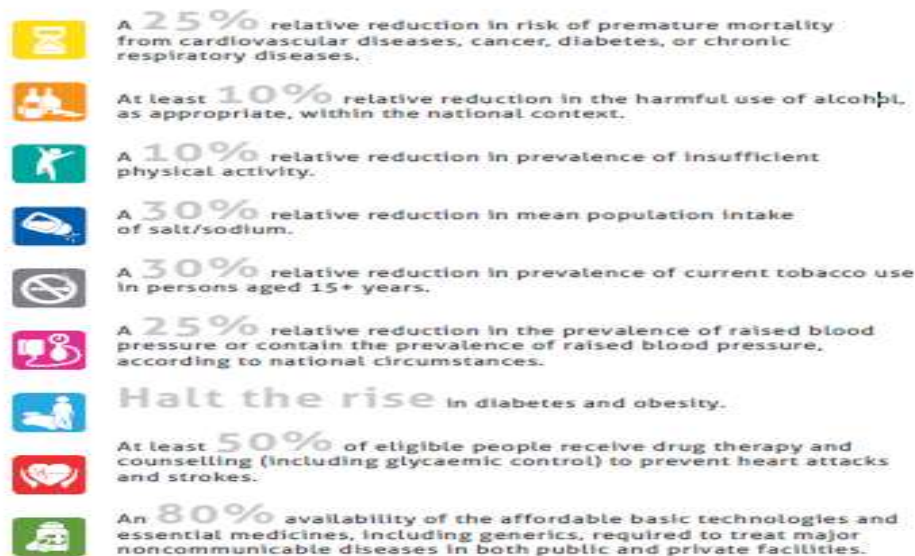 A 25% relative reduction in risk of premature mortality
from cardiovascular diseases, cancer, diabetes, or chronic
respiratory diseases.
At least 10% relative reduction in the harmful use of alcohol,
as appropriate, within the national context.
A 10% relative reduction in prevalence of insufficient
physical activity.
A 30% relative reduction in mean population intake
of salt/sodium.
A 30% relative reduction in prevalence of current tobacco use
in persons aged 15+ years.
A 25% relative reduction in the prevalence of raised blood
pressure or contain the prevalence of raised blood pressure,
according to national circumstances.
Halt the rise in diabetes and obesity.
At least 50% of eligible people receive drug therapy and
counselling (including glycaemic control) to prevent heart attacks
and strokes.
An 80% availability of the affordable basic technologies and
essential medicines, including generics, required to treat major
noncommunicable diseases in both public and private facilities.